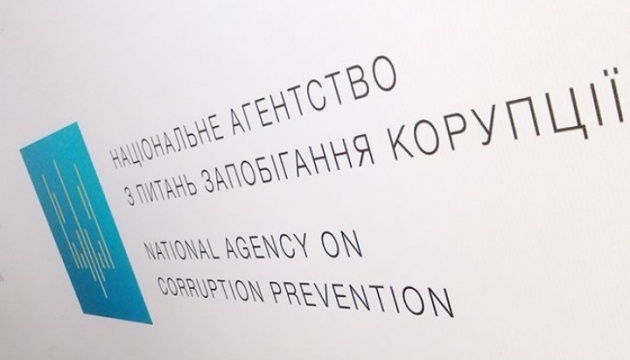 НАЦІОНАЛЬНЕ АГЕНТСТВО
З ПИТАНЬ ЗАПОБІГАННЯ КОРУПЦІЇ
NATIONAL AGENCY ON
CORRUPTION PREVENTION